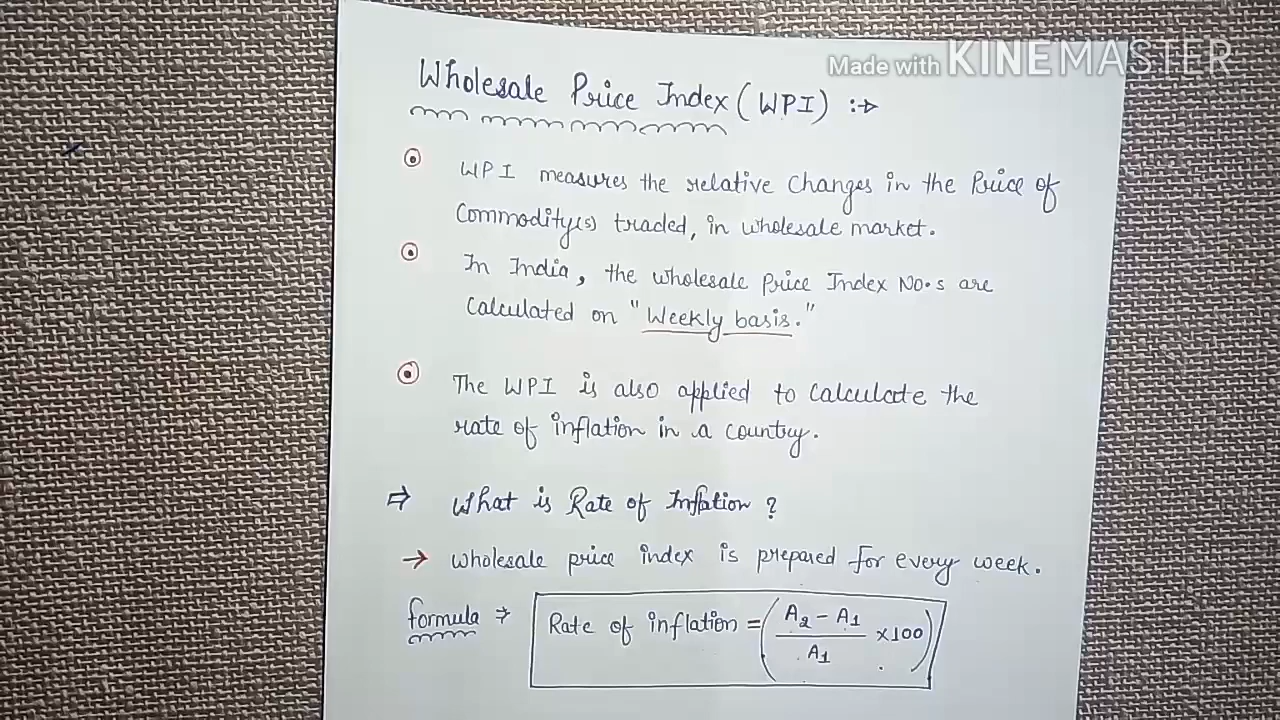 Made with KINEMASTER
Wholesale Price Index (WPI) :→
WPI measures the relative changes in the Price of
Commodity(s) traded, in wholesale market.
In India, the wholesale Price Index No.s are
Calculated on "Weekly basis."
The WPI is also applied to calculate the
rate of inflation in a country.
⇒ What is Rate of Inflation ?
→ wholesale price index is prepared for every week.
formula → Rate of inflation = (A₂ - A₁ / A₁ × 100)